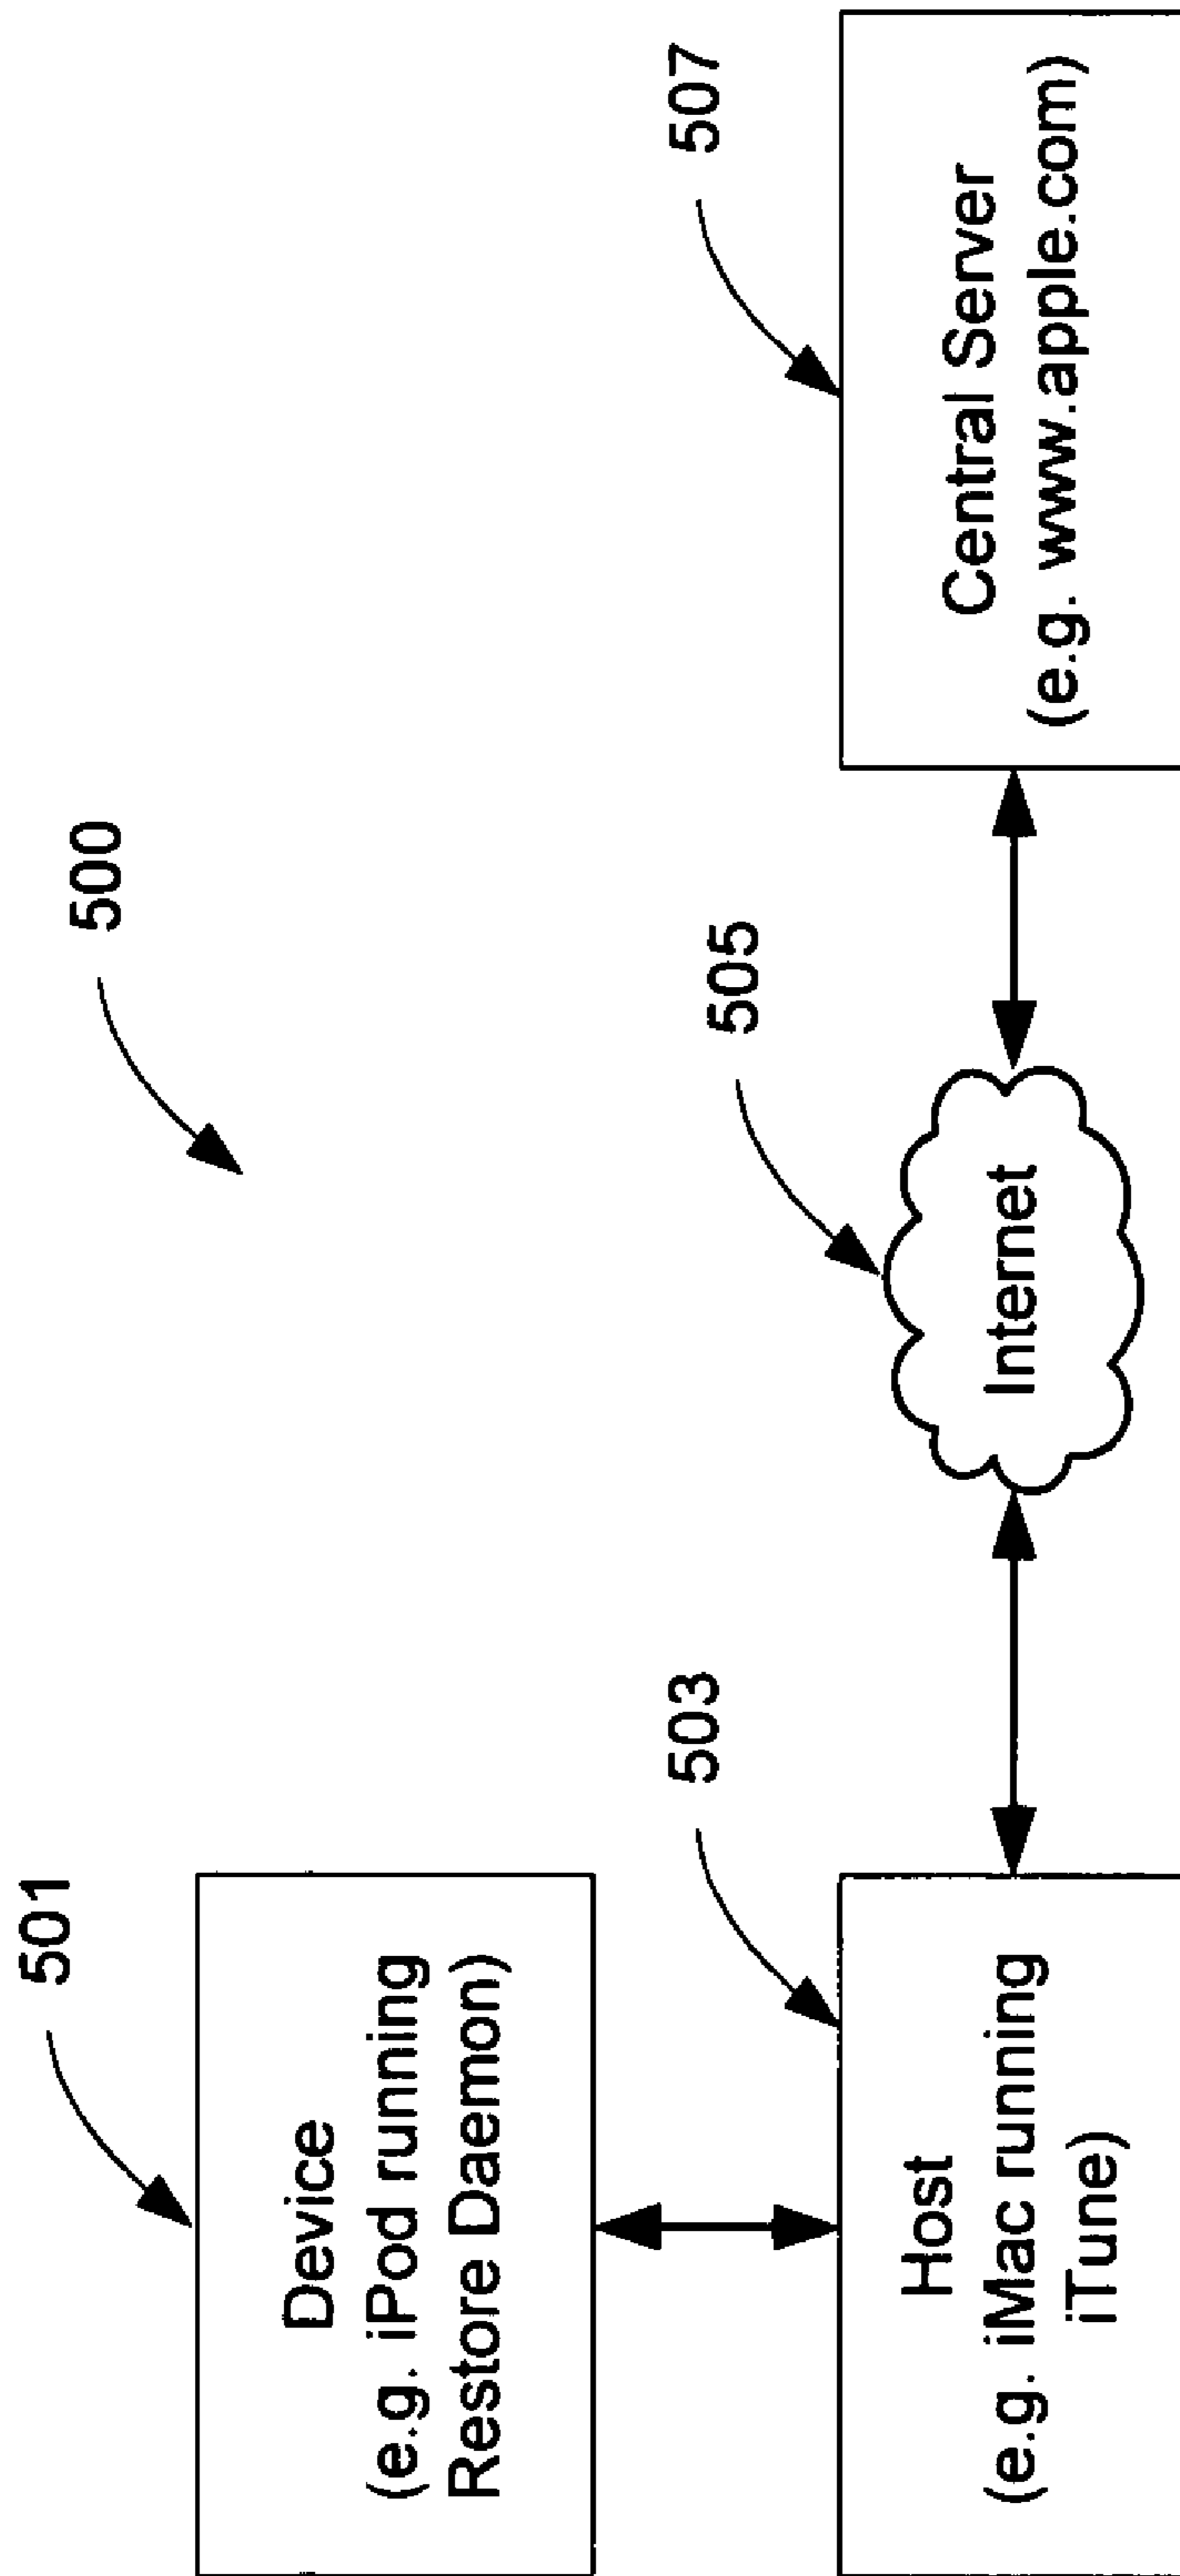 500
501
Device
(e.g. iPod running
Restore Daemon)
503
Host
(e.g. iMac running
iTune)
505
Internet
507
Central Server
(e.g. www.apple.com)